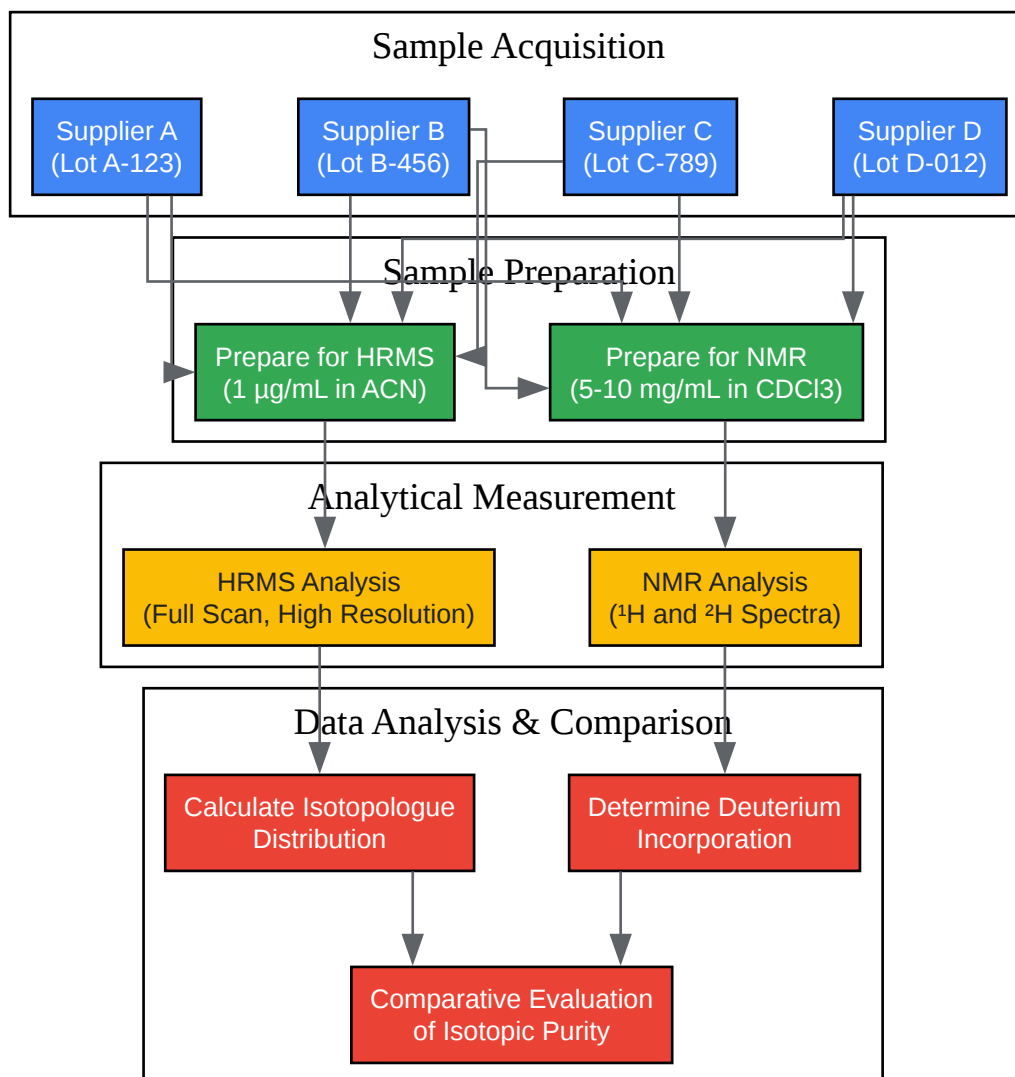 Sample Acquisition
Supplier A
(Lot A-123)
Supplier B
(Lot B-456)
Supplier C
(Lot C-789)
Supplier D
(Lot D-012)
Sample Preparation
Prepare for HRMS
(1 µg/mL in ACN)
Prepare for NMR
(5-10 mg/mL in CDCl3)
Analytical Measurement
HRMS Analysis
(Full Scan, High Resolution)
NMR Analysis
(¹H and ²H Spectra)
Data Analysis & Comparison
Calculate Isotopologue
Distribution
Determine Deuterium
Incorporation
Comparative Evaluation
of Isotopic Purity